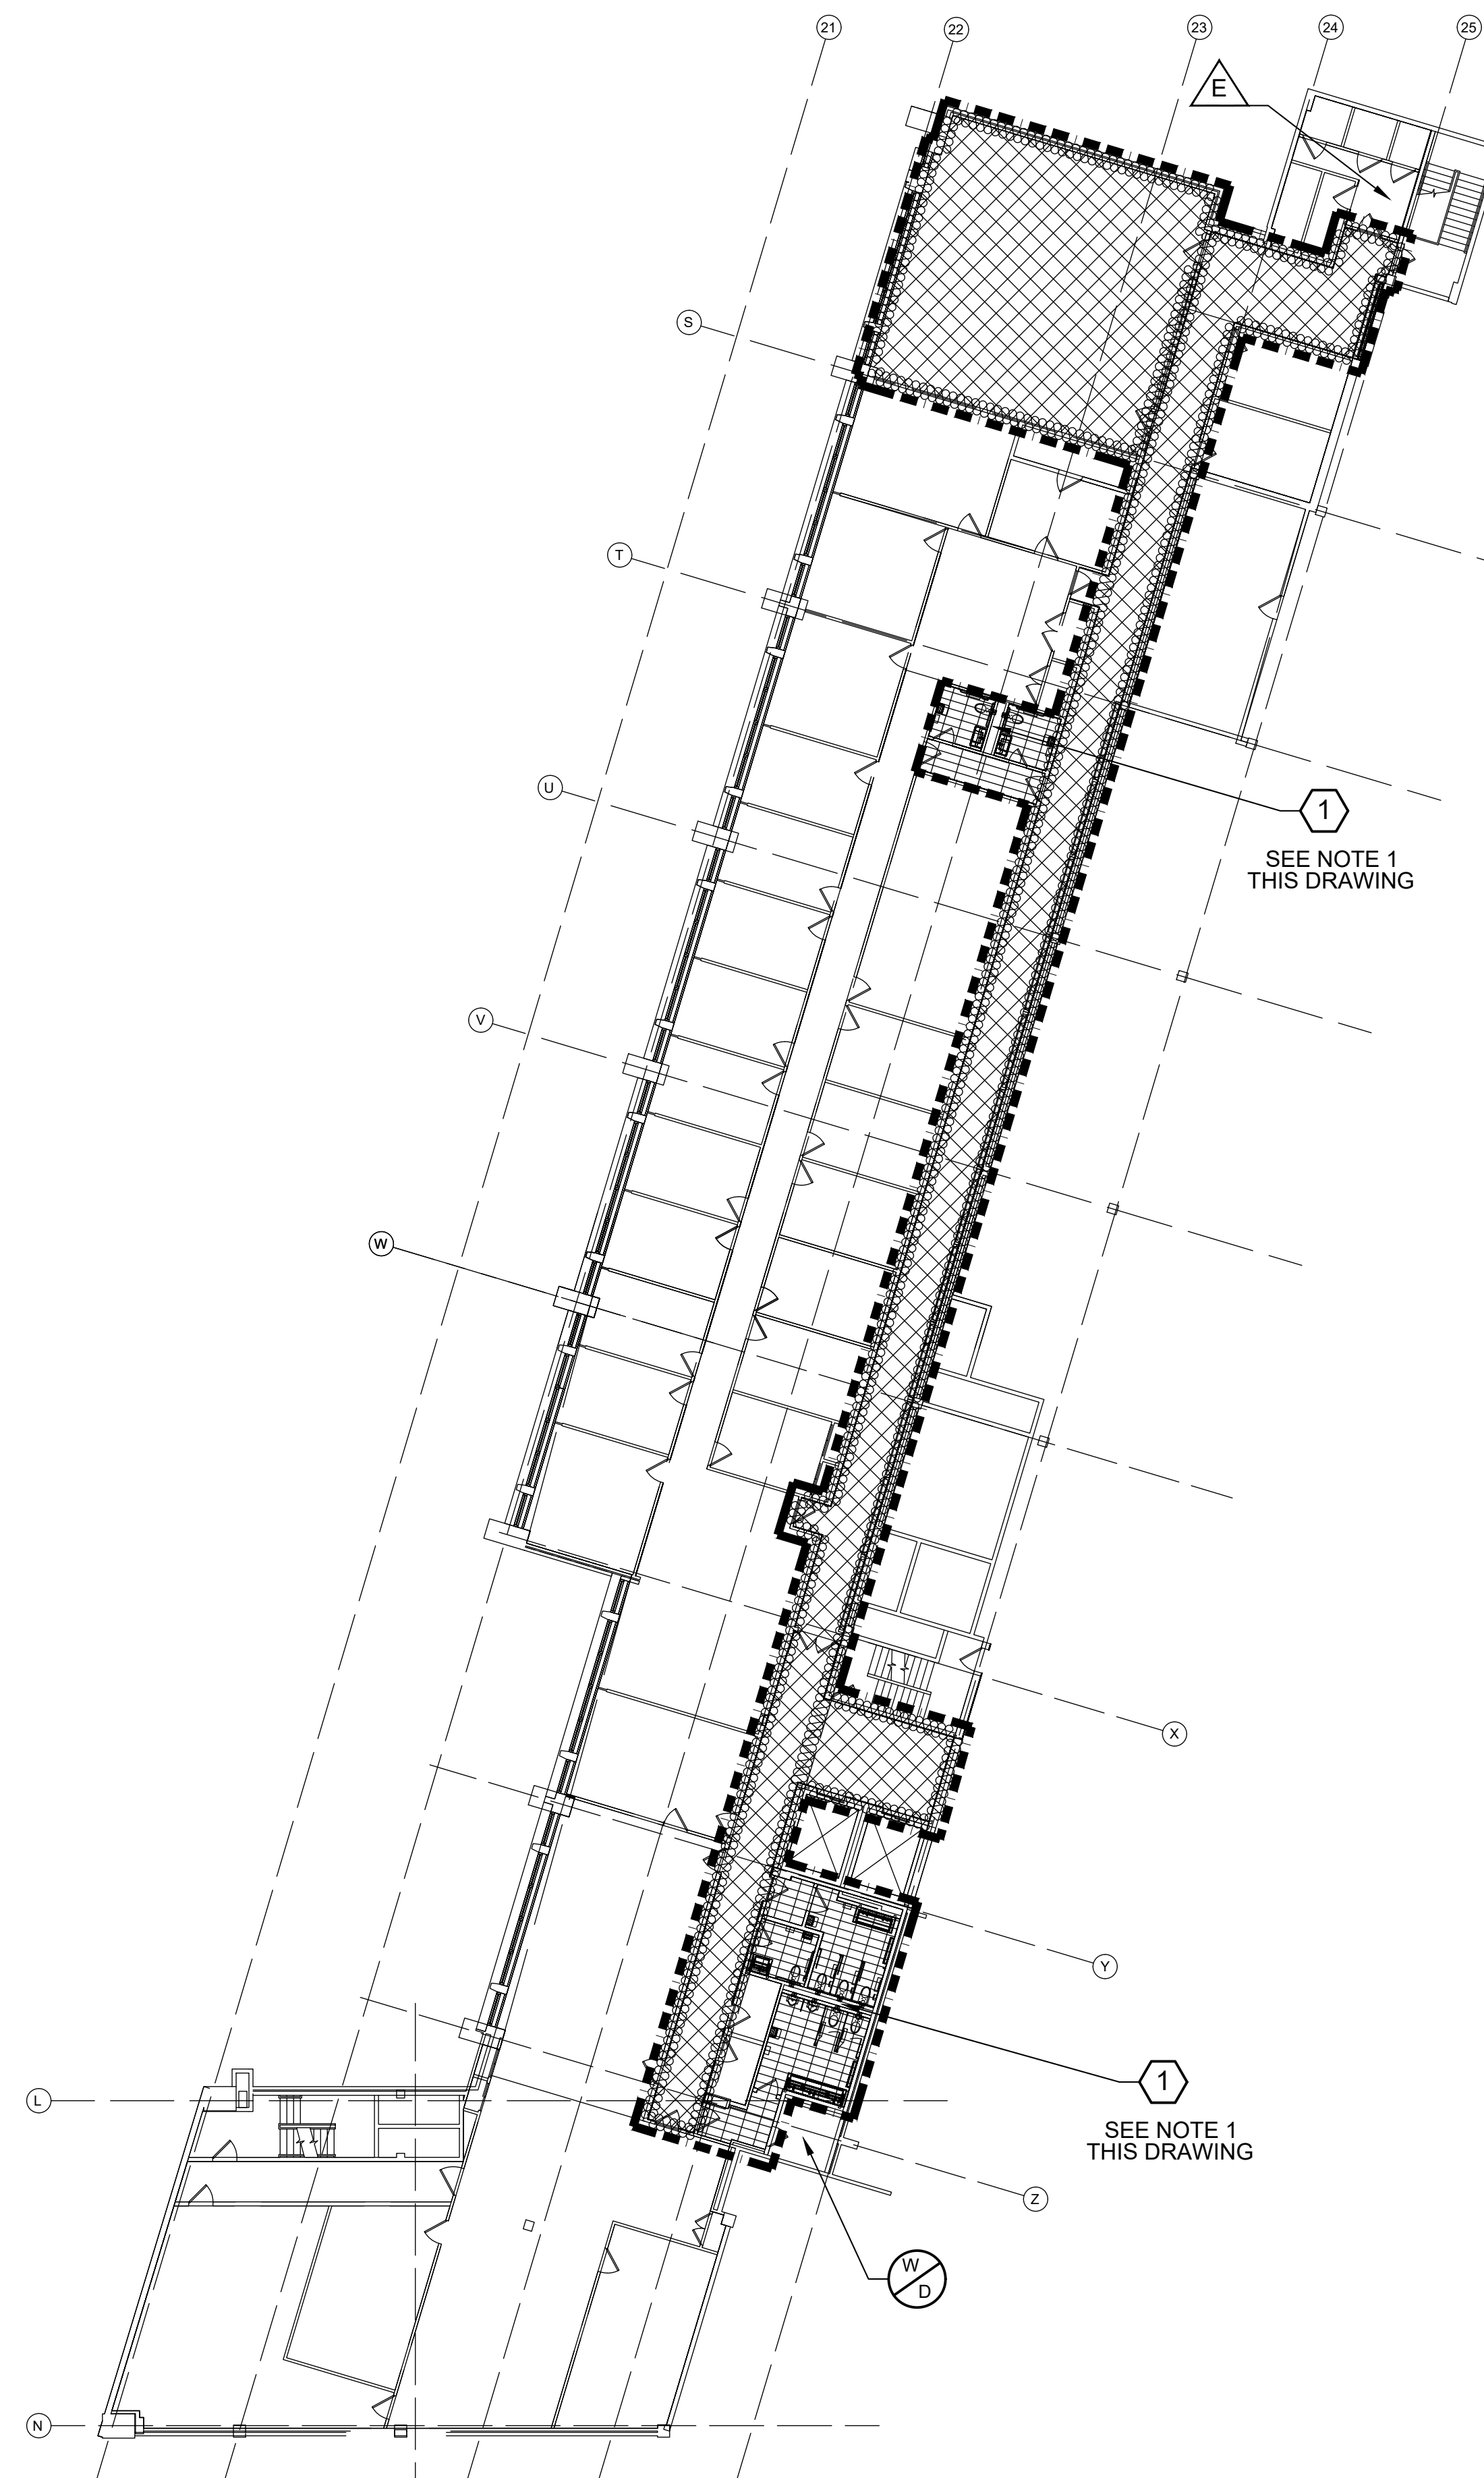 21
22
23
24
25
E
S
T
U
1
SEE NOTE 1
THIS DRAWING
V
W
X
Y
1
L
SEE NOTE 1
THIS DRAWING
Z
W
D
N